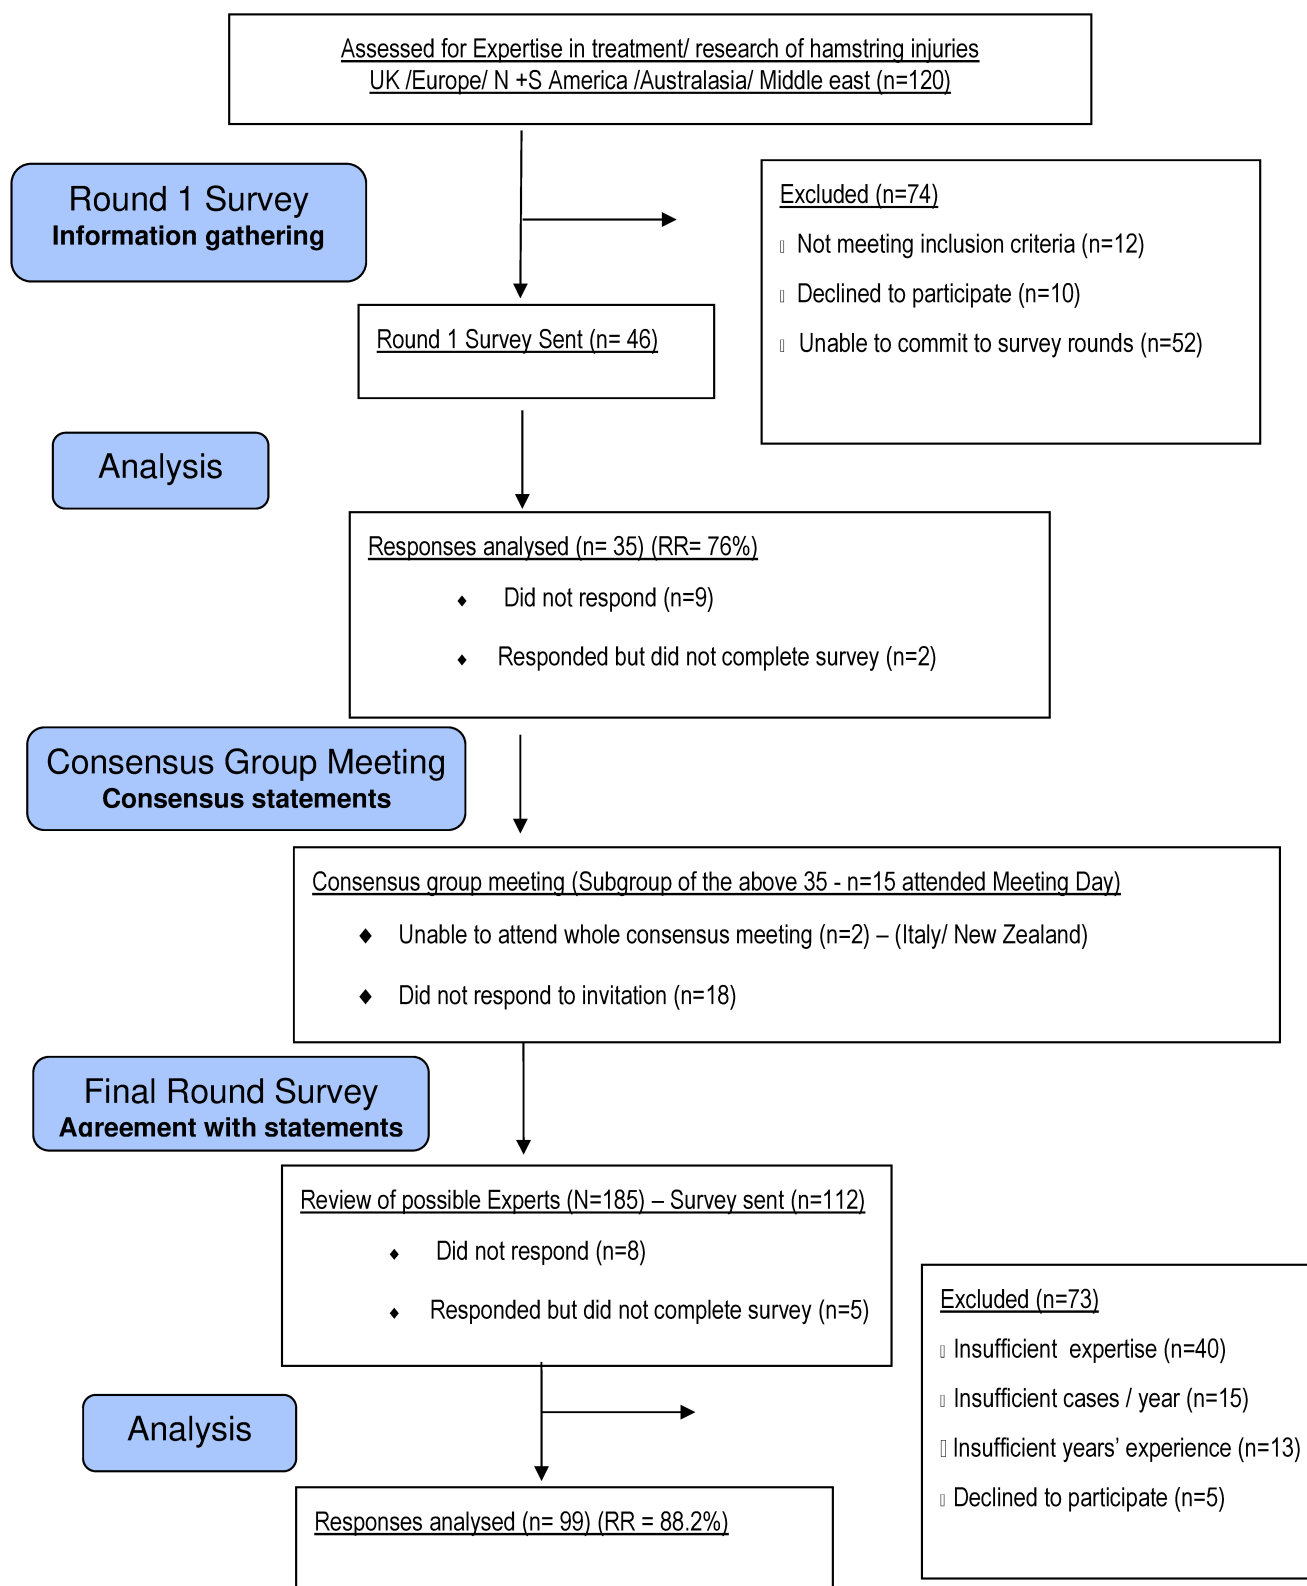 Assessed for Expertise in treatment/ research of hamstring injuries
UK /Europe/ N +S America /Australasia/ Middle east (n=120)
Round 1 Survey
Information gathering
Excluded (n=74)
Not meeting inclusion criteria (n=12)
Declined to participate (n=10)
Unable to commit to survey rounds (n=52)
Round 1 Survey Sent (n= 46)
Analysis
Responses analysed (n= 35) (RR= 76%)
Did not respond (n=9)
Responded but did not complete survey (n=2)
Consensus Group Meeting
Consensus statements
Consensus group meeting (Subgroup of the above 35 - n=15 attended Meeting Day)
Unable to attend whole consensus meeting (n=2) – (Italy/ New Zealand)
Did not respond to invitation (n=18)
Final Round Survey
Agreement with statements
Review of possible Experts (N=185) – Survey sent (n=112)
Did not respond (n=8)
Responded but did not complete survey (n=5)
Excluded (n=73)
Insufficient expertise (n=40)
Insufficient cases / year (n=15)
Insufficient years’ experience (n=13)
Declined to participate (n=5)
Analysis
Responses analysed (n= 99) (RR = 88.2%)